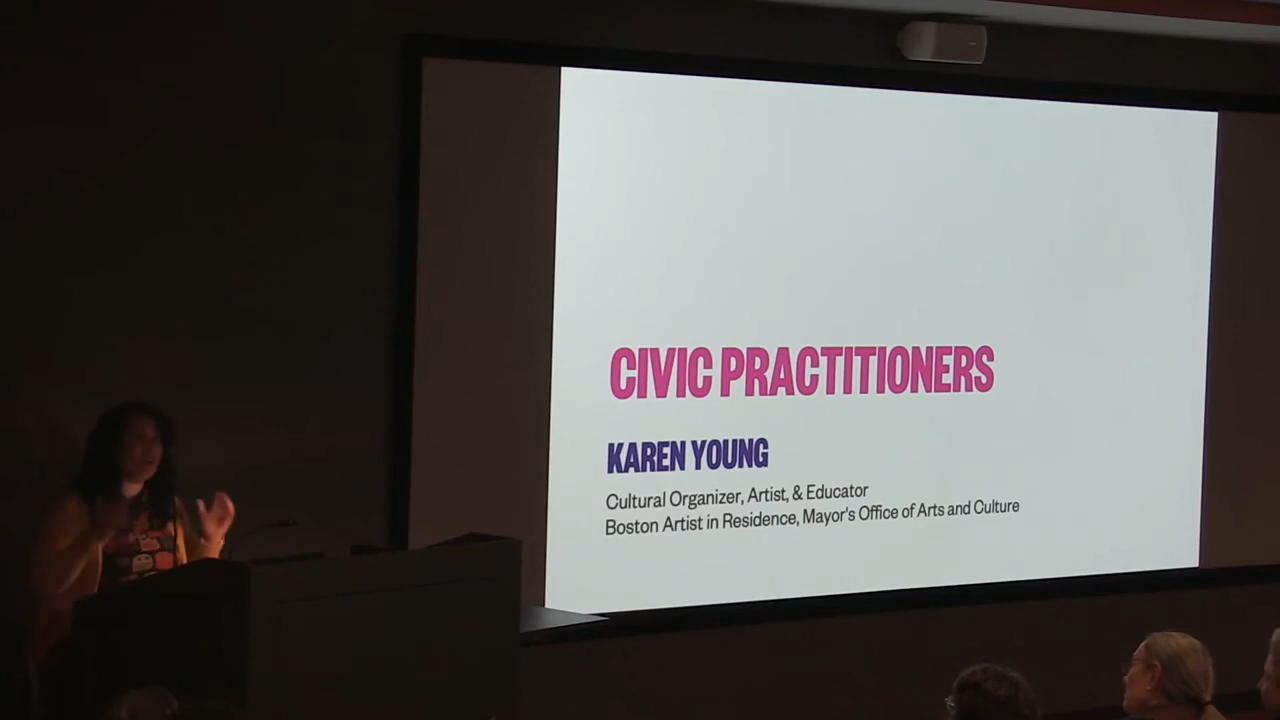 CIVIC PRACTITIONERS
KAREN YOUNG
Cultural Organizer, Artist, & Educator
Boston Artist in Residence, Mayor's Office of Arts and Culture